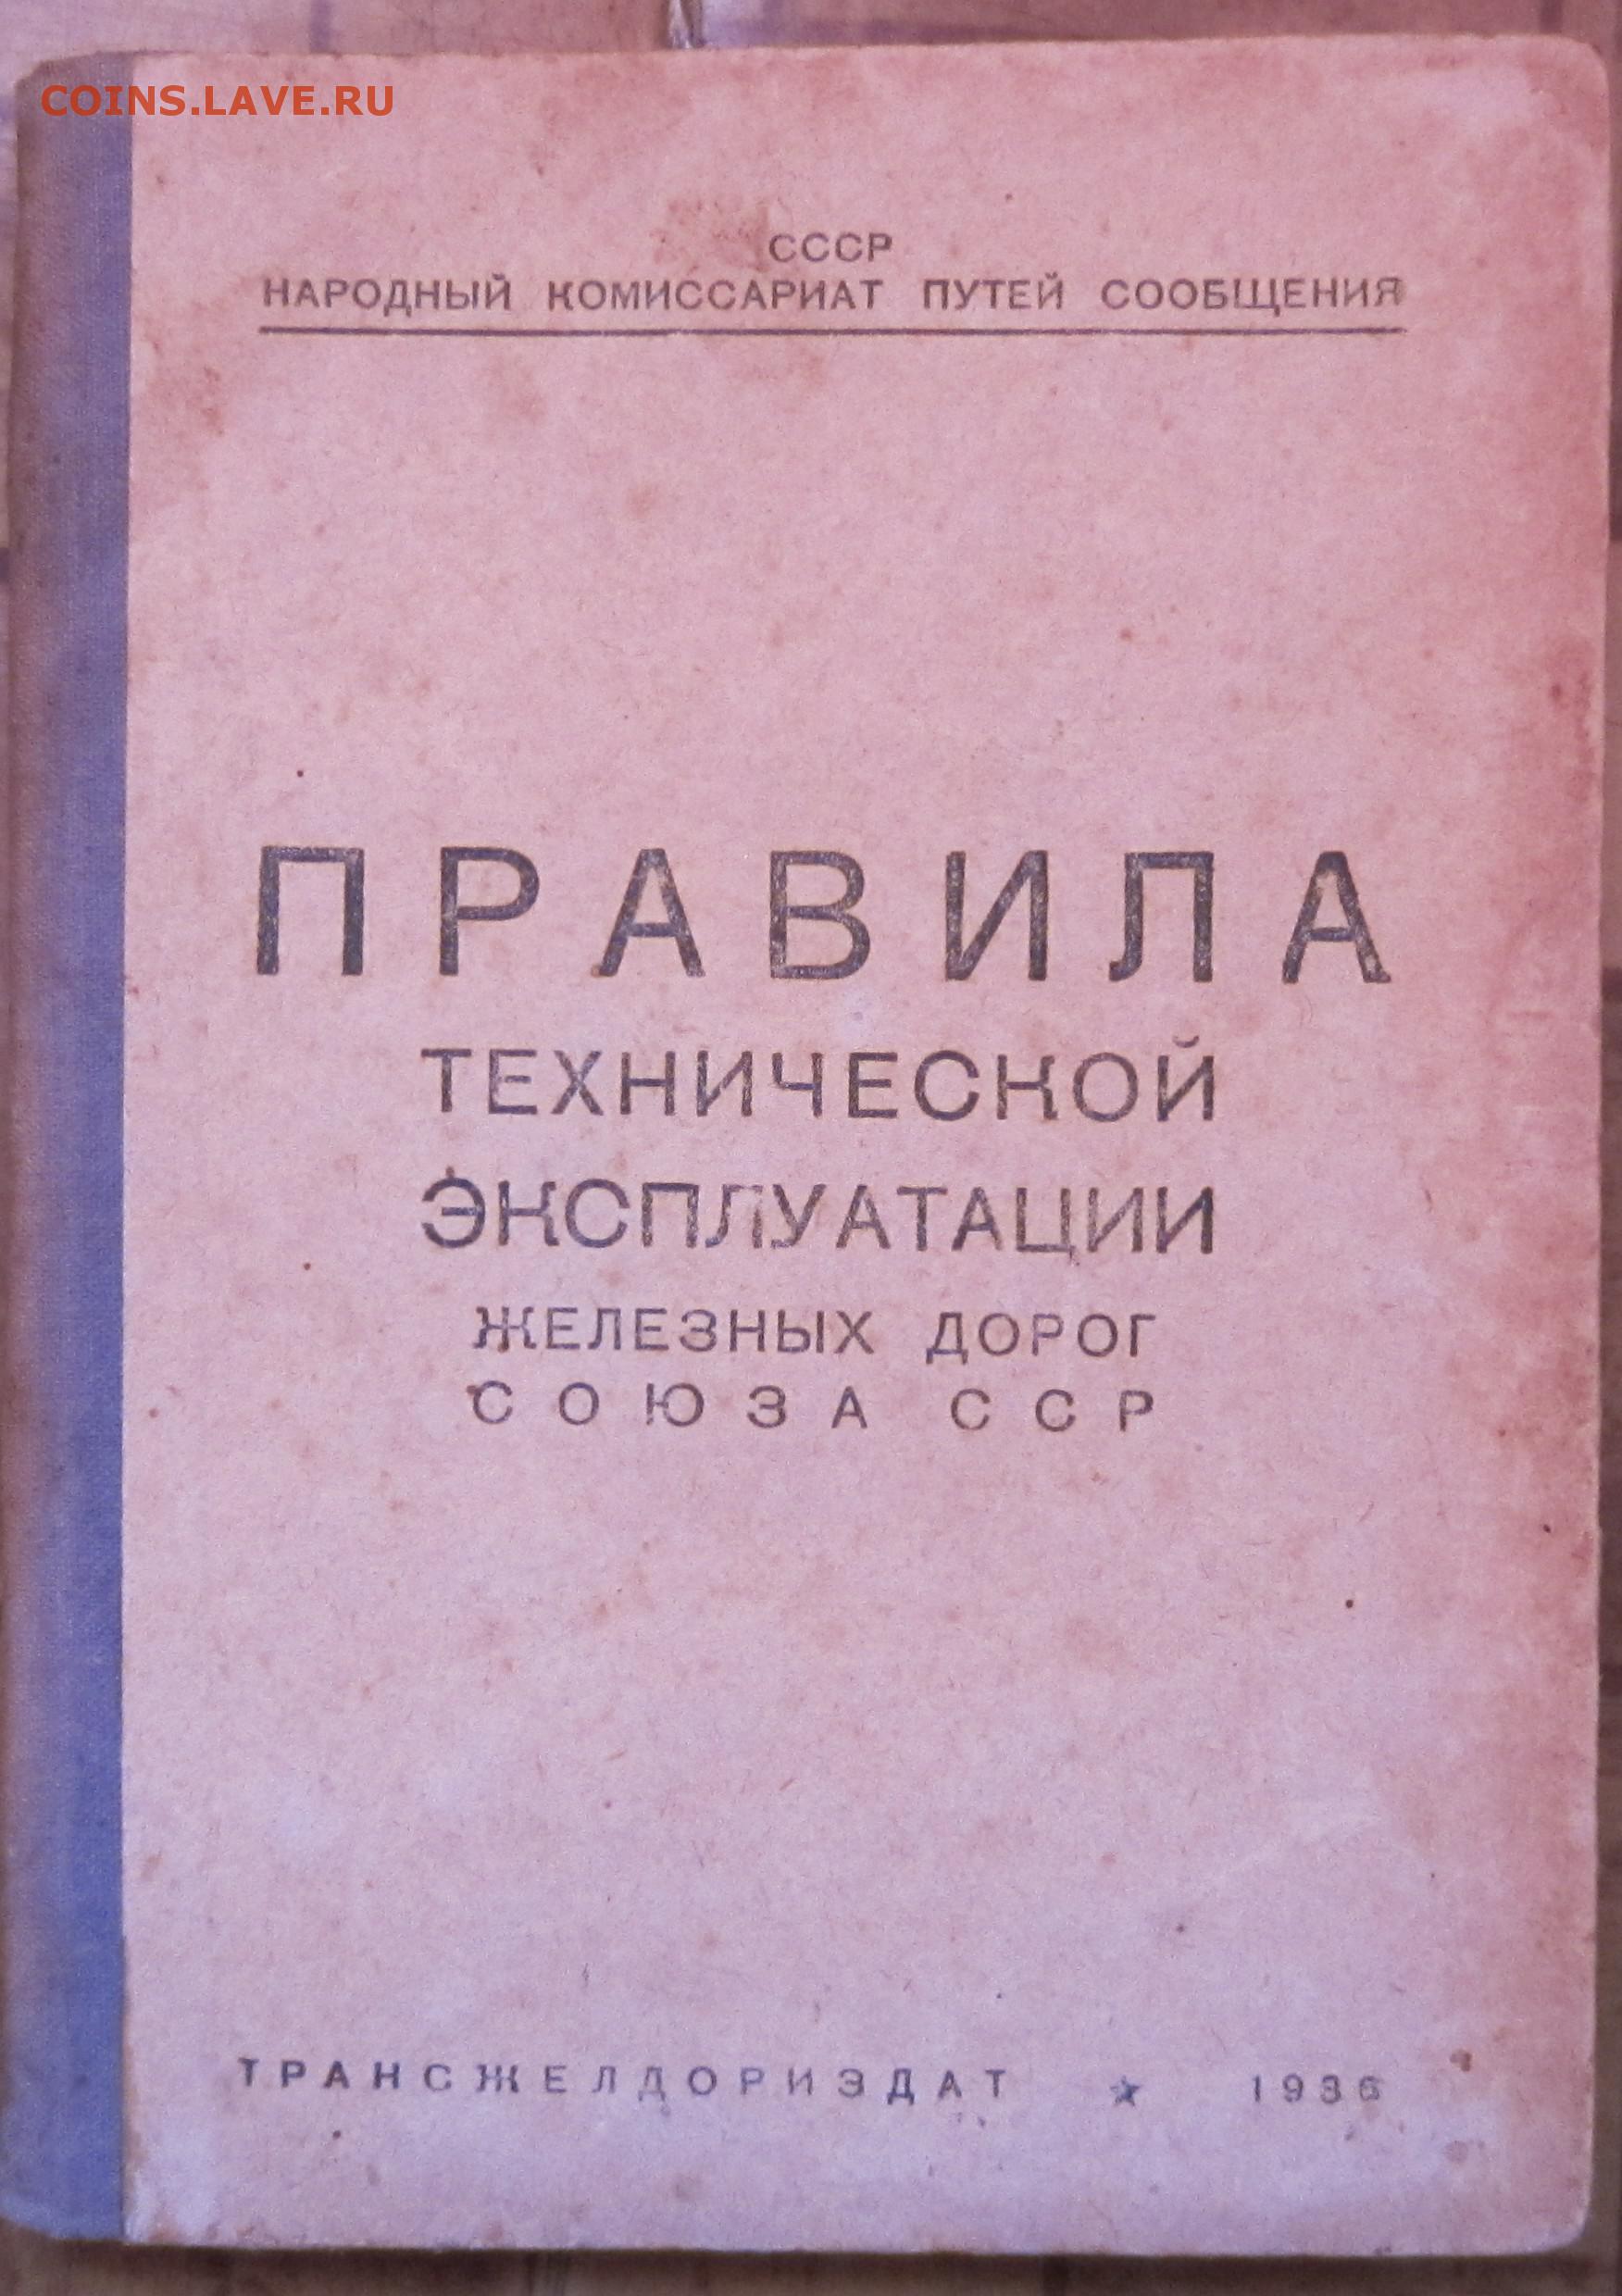 COINS.LAVE.RU
СССР
НАРОДНЫЙ КОМИССАРИАТ ПУТЕЙ СООБЩЕНИЯ
ПРАВИЛА
ТЕХНИЧЕСКОЙ
ЭКСПЛУАТАЦИИ
ЖЕЛЕЗНЫХ ДОРОГ
СОЮЗА ССР
ТРАНСЖЕЛДОРИЗДАТ ★ 1936